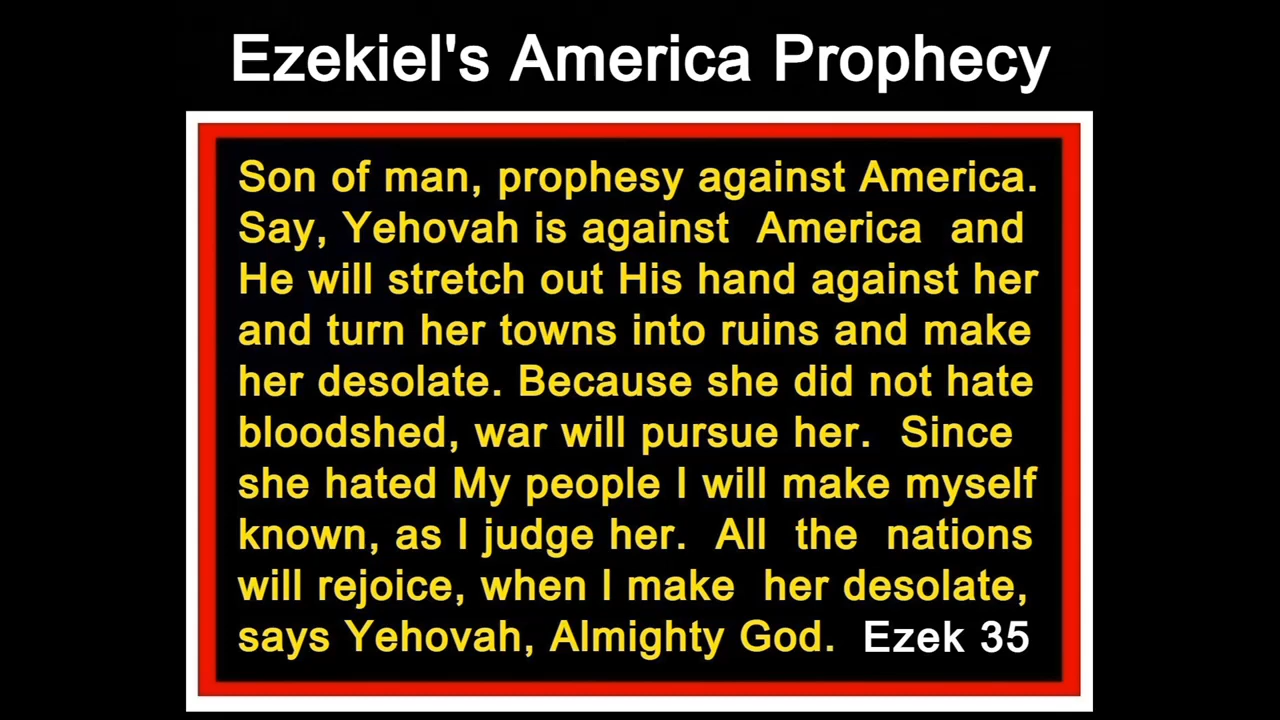 Ezekiel's America Prophecy
Son of man, prophesy against America.
Say, Yehovah is against America and
He will stretch out His hand against her
and turn her towns into ruins and make
her desolate. Because she did not hate
bloodshed, war will pursue her. Since
she hated My people I will make myself
known, as I judge her. All the nations
will rejoice, when I make her desolate,
says Yehovah, Almighty God. Ezek 35